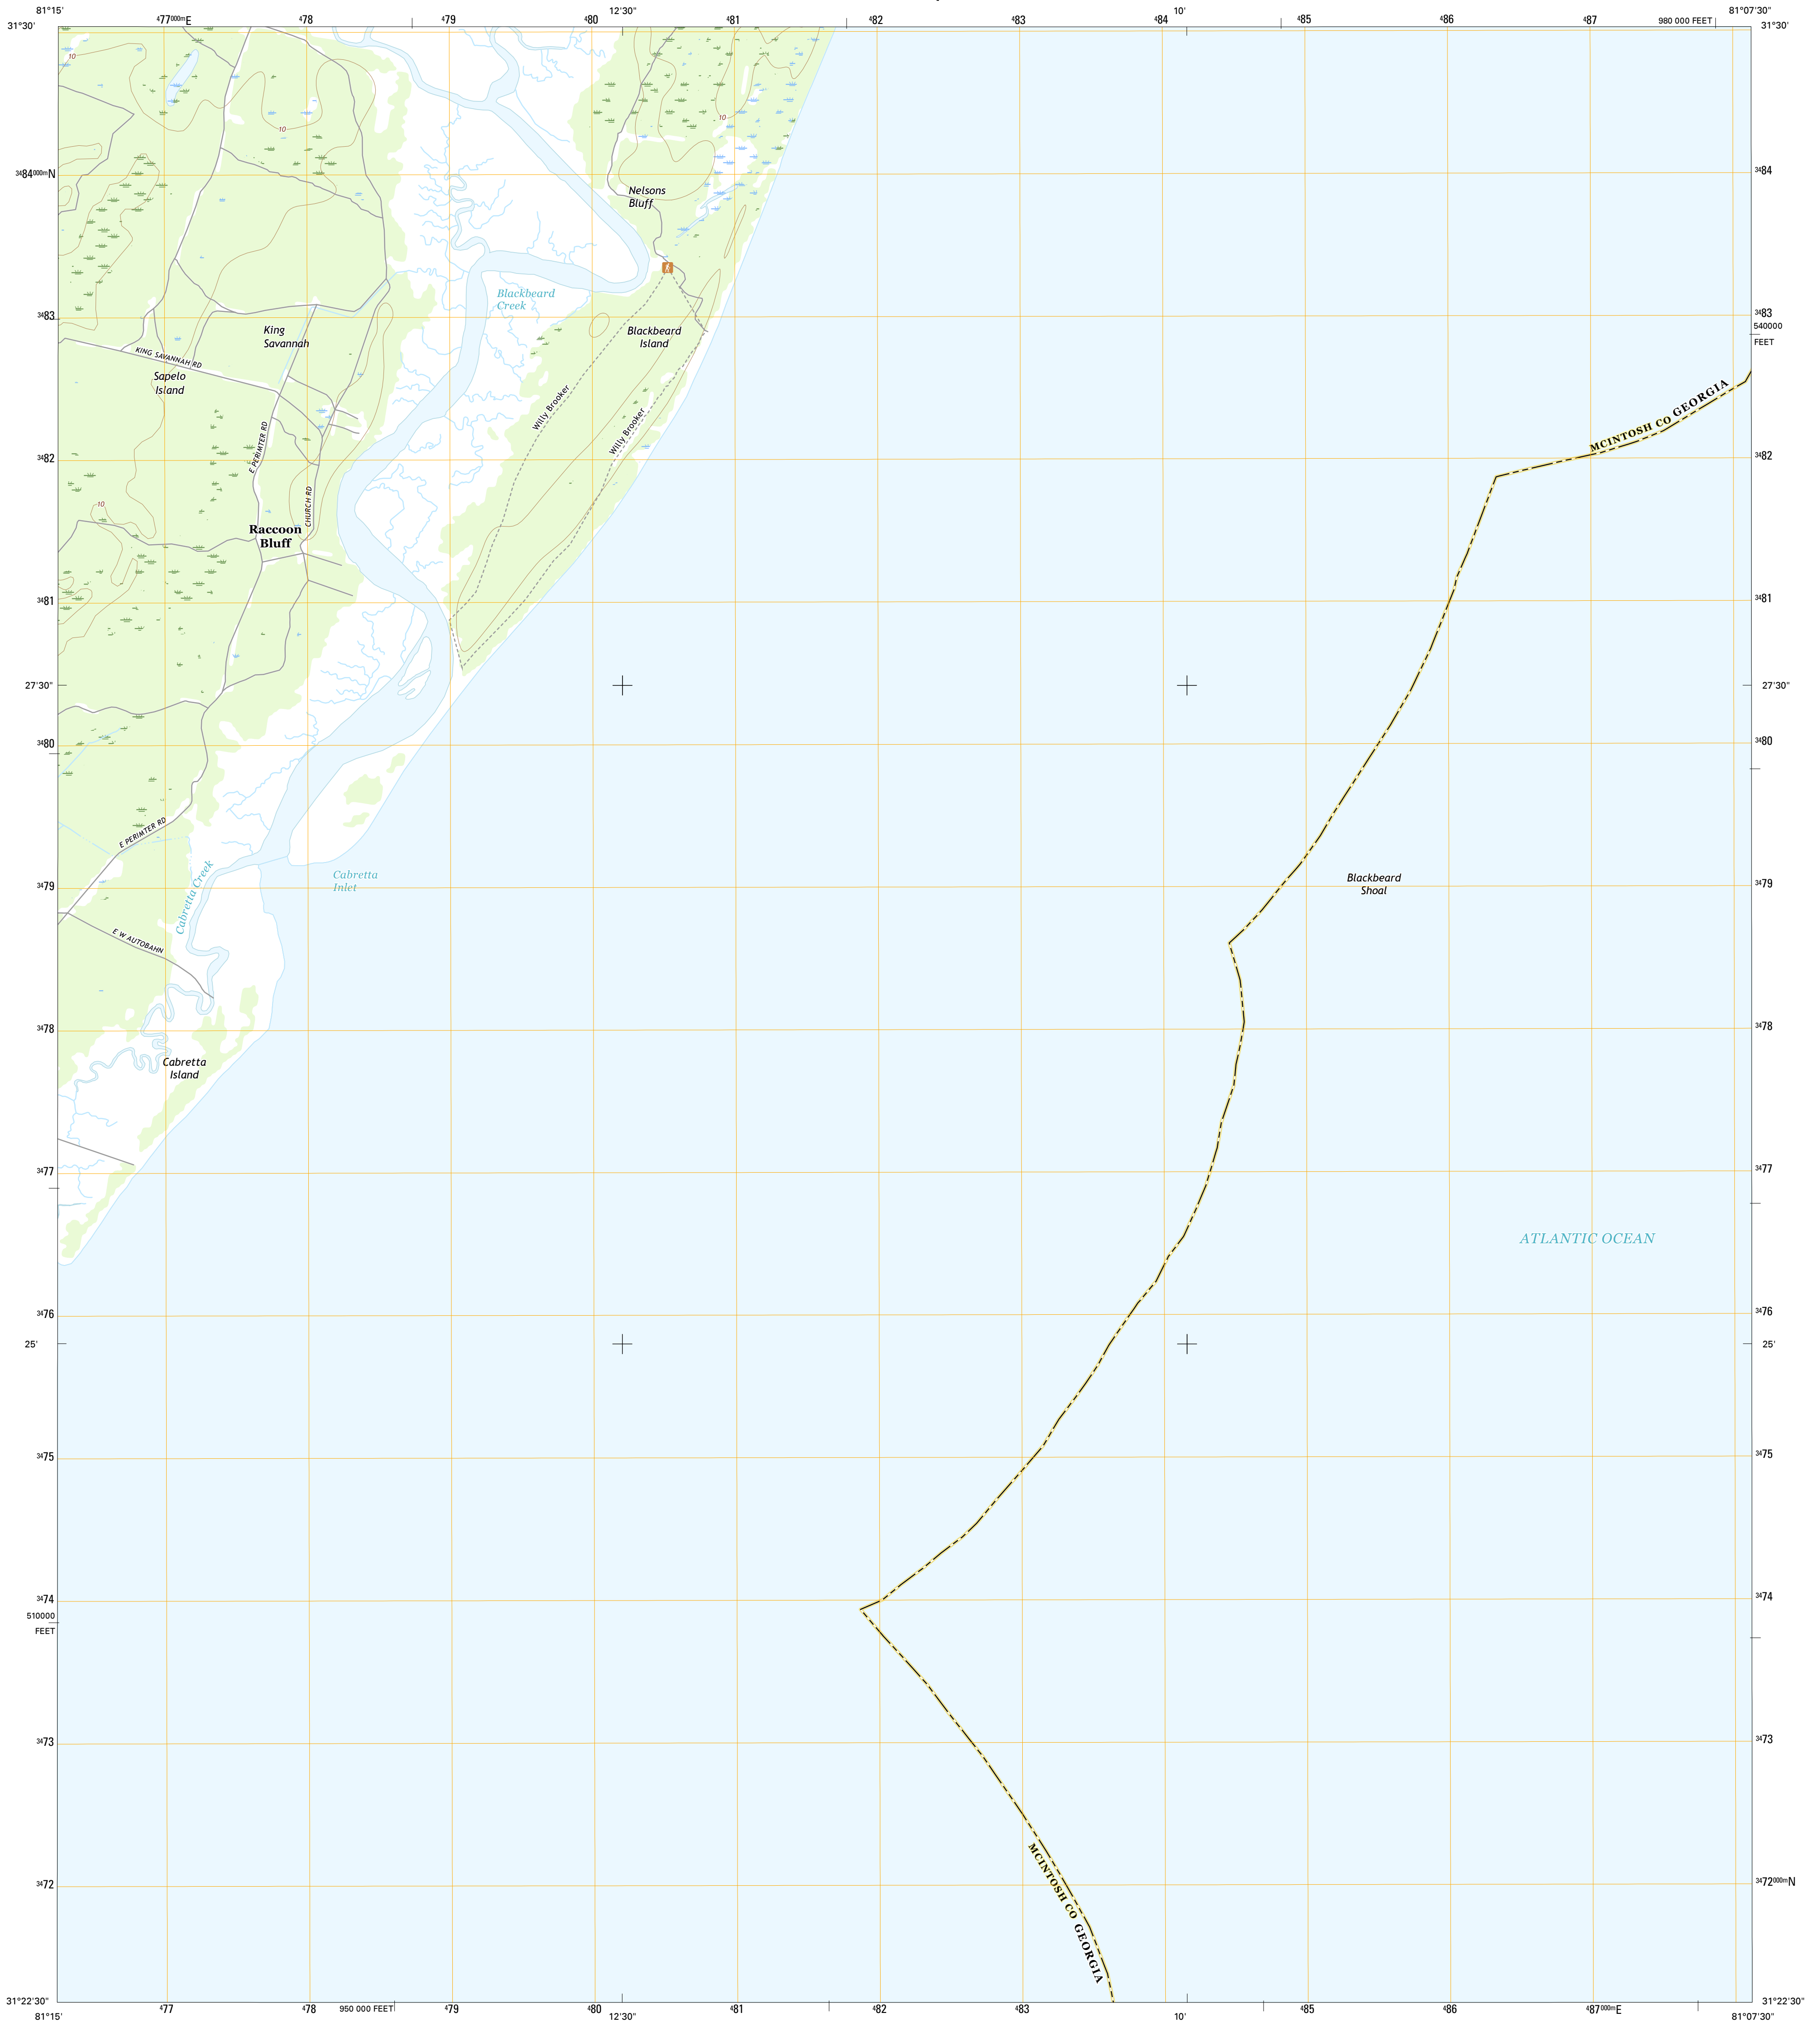 81°15'
⁴77⁰⁰⁰ᵐE
⁴78
⁴79
⁴80
12'30"
⁴81
⁴82
⁴83
⁴84
10'
⁴85
⁴86
⁴87
980 000 FEET
81°07'30"
31°30'
31°30'
10
10
10
³⁴84⁰⁰⁰ᵐN
³⁴84
Nelsons
Bluff
Blackbeard
Creek
³⁴83
³⁴83
540000
FEET
King
Savannah
Blackbeard
Island
KING SAVANNAH RD
Sapelo
Island
Willy Brooker
Willy Brooker
MCINTOSH CO GEORGIA
E PERIMTER RD
³⁴82
³⁴82
CHURCH RD
10
Raccoon
Bluff
³⁴81
³⁴81
27'30"
27'30"
³⁴80
³⁴80
E PERIMTER RD
Cabretta Creek
Cabretta
Inlet
Blackbeard
Shoal
³⁴79
³⁴79
E W AUTOBAHN
³⁴78
³⁴78
Cabretta
Island
³⁴77
³⁴77
ATLANTIC OCEAN
³⁴76
³⁴76
25'
25'
³⁴75
³⁴75
³⁴74
³⁴74
510000
FEET
³⁴73
³⁴73
MCINTOSH CO GEORGIA
³⁴72
³⁴72⁰⁰⁰ᵐN
31°22'30"
31°22'30"
81°15'
⁴77
⁴78
950 000 FEET
⁴79
⁴80
12'30"
⁴81
⁴82
⁴83
10'
⁴85
⁴86
⁴87⁰⁰⁰ᵐE
81°07'30"